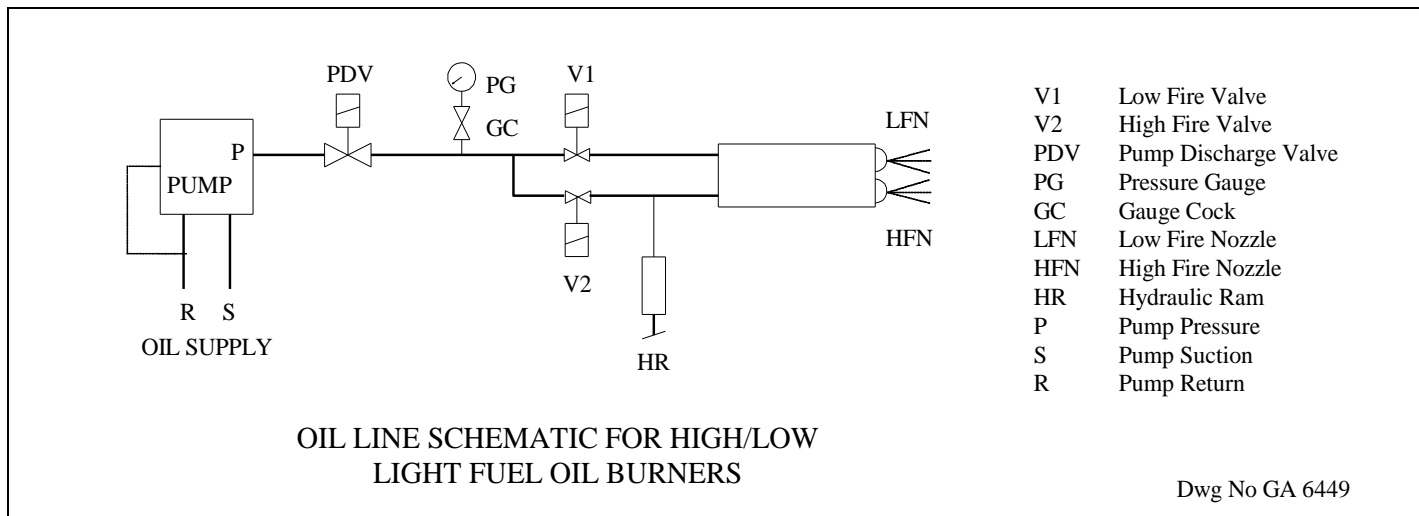 PDV
PG
GC
V1
P
PUMP
R S
OIL SUPPLY
V2
HR
LFN
HFN
V1 Low Fire Valve
V2 High Fire Valve
PDV Pump Discharge Valve
PG Pressure Gauge
GC Gauge Cock
LFN Low Fire Nozzle
HFN High Fire Nozzle
HR Hydraulic Ram
P Pump Pressure
S Pump Suction
R Pump Return
OIL LINE SCHEMATIC FOR HIGH/LOW
LIGHT FUEL OIL BURNERS
Dwg No GA 6449